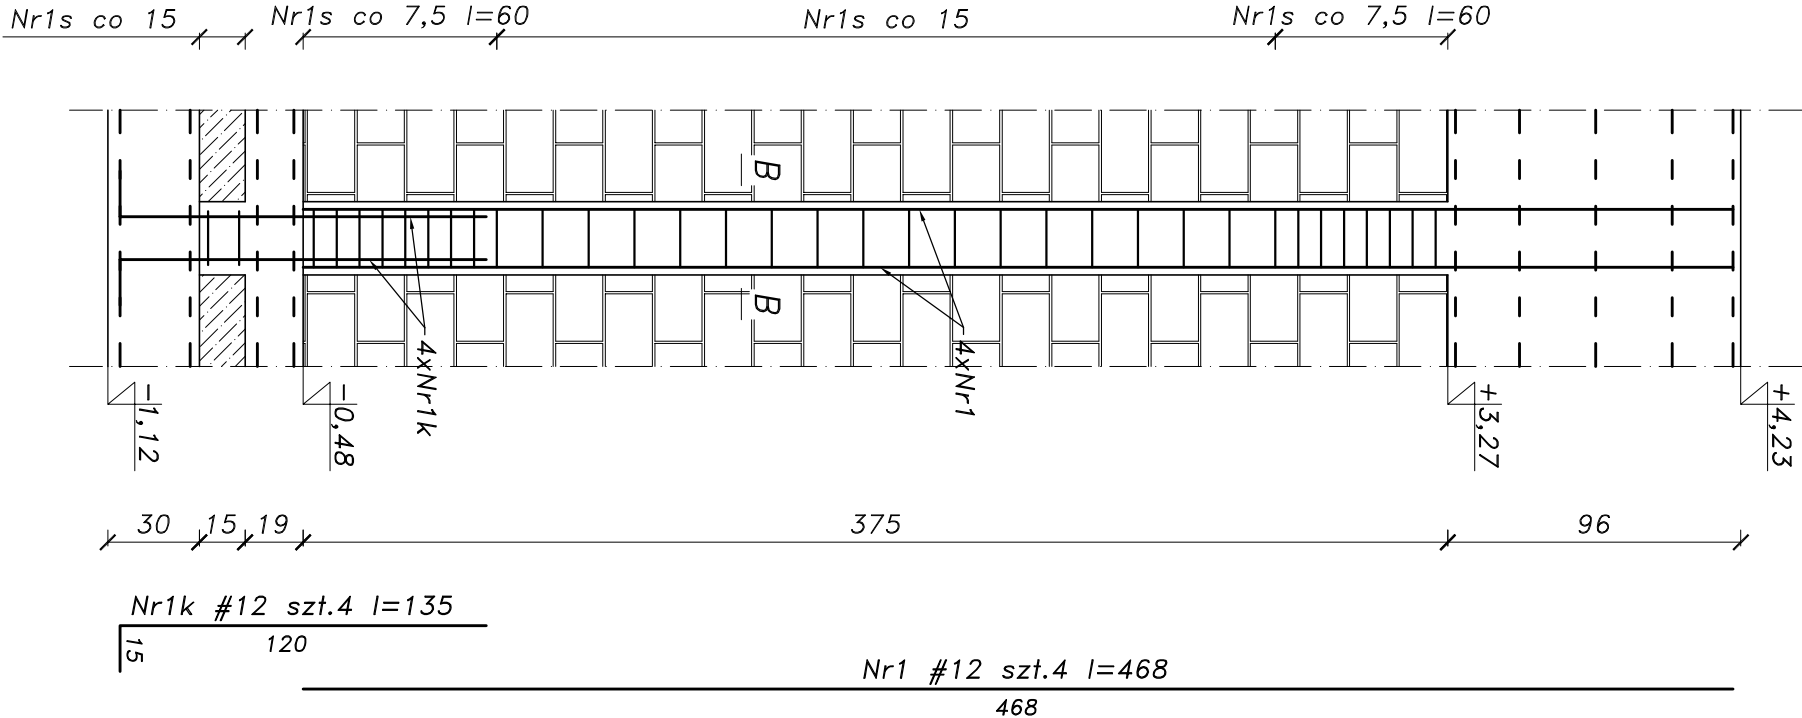 Nr1s co 15
Nr1s co 7,5 l=60
Nr1s co 15
Nr1s co 7,5 l=60
B
B
4xNr1k
4xNr1
-1,12
-0,48
+3,27
+4,23
30
15
19
375
96
Nr1k #12 szt.4 l=135
120
15
Nr1 #12 szt.4 l=468
468